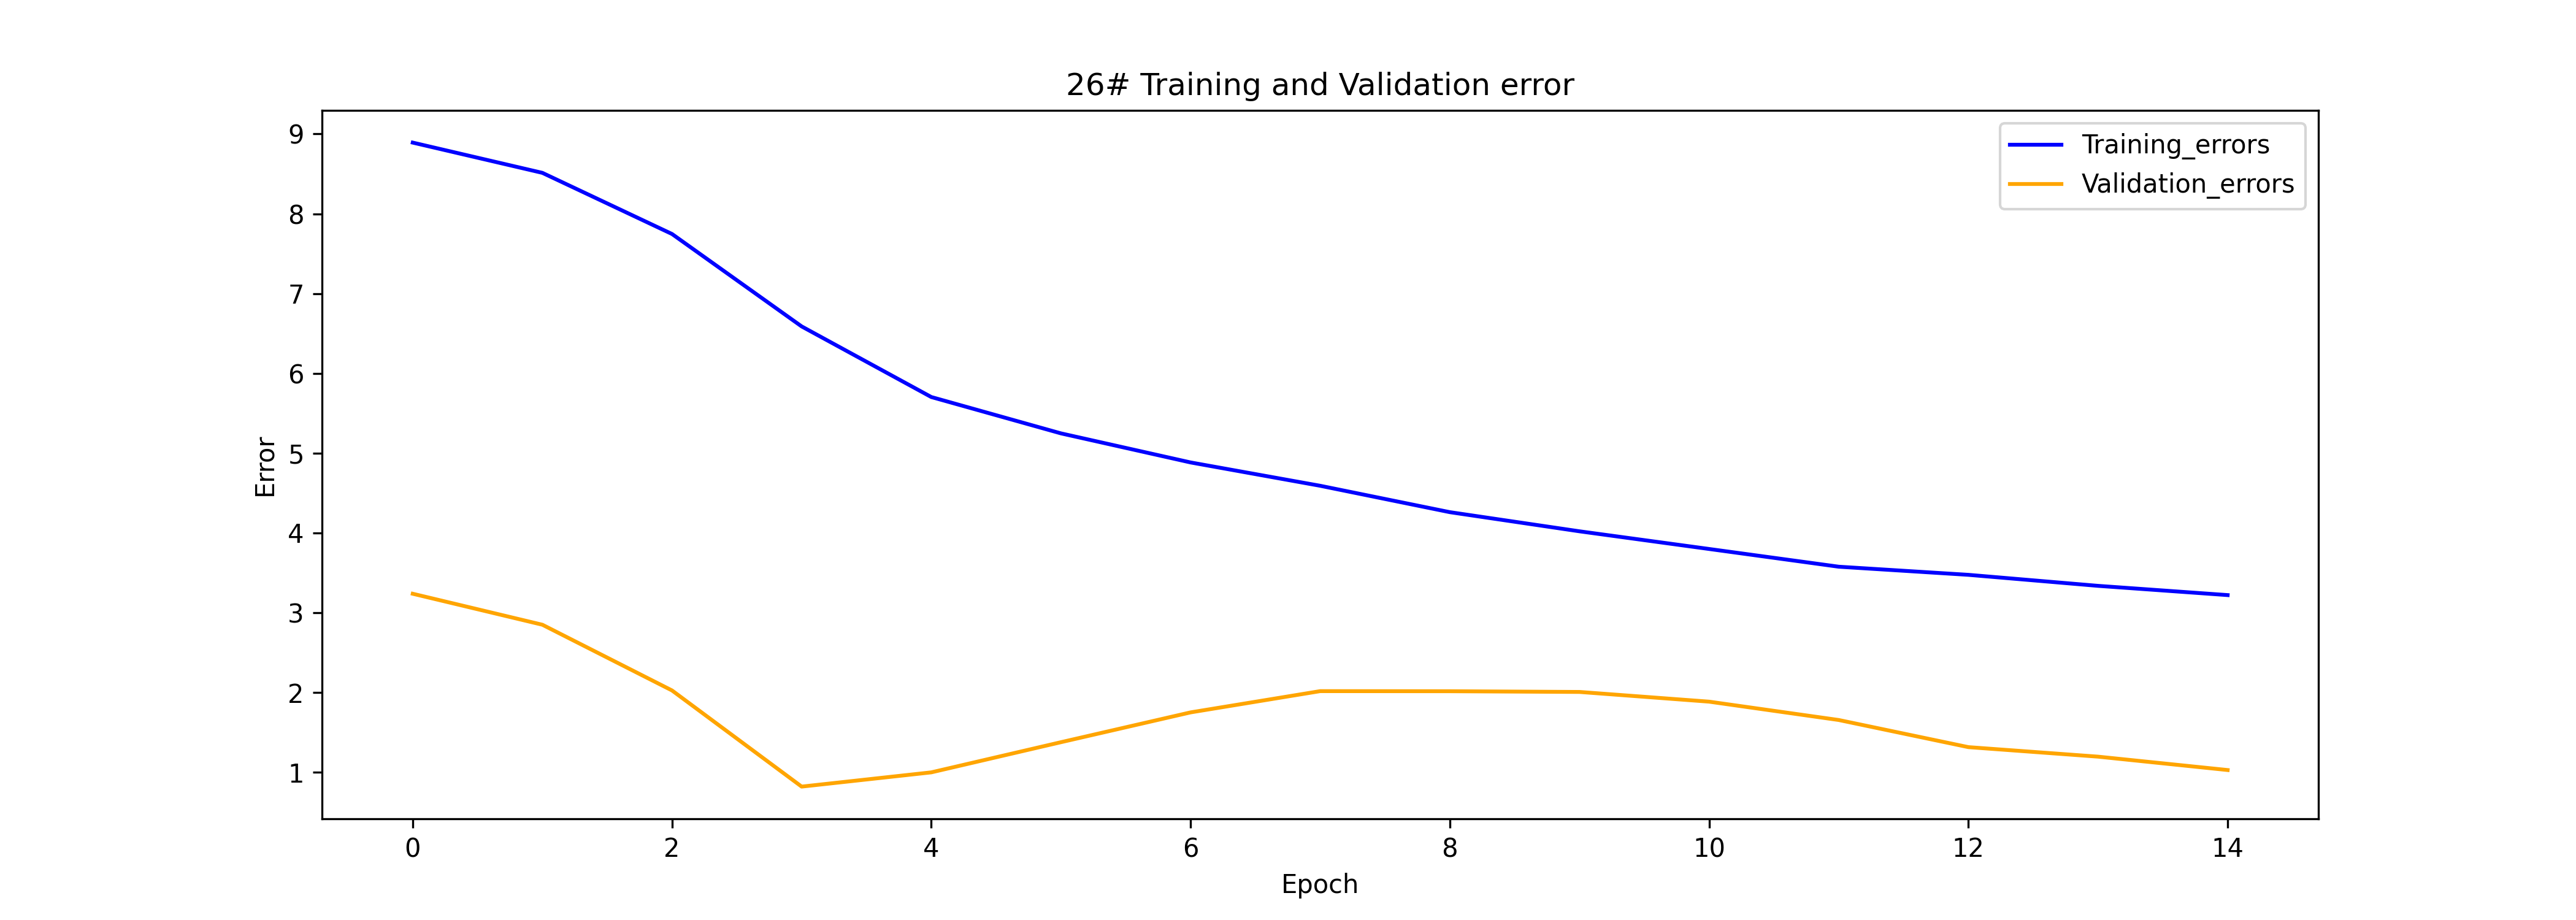 26# Training and Validation error
Training_errors
Validation_errors
9
8
7
6
5
4
3
2
1
Error
0 2 4 6 8 10 12 14
Epoch